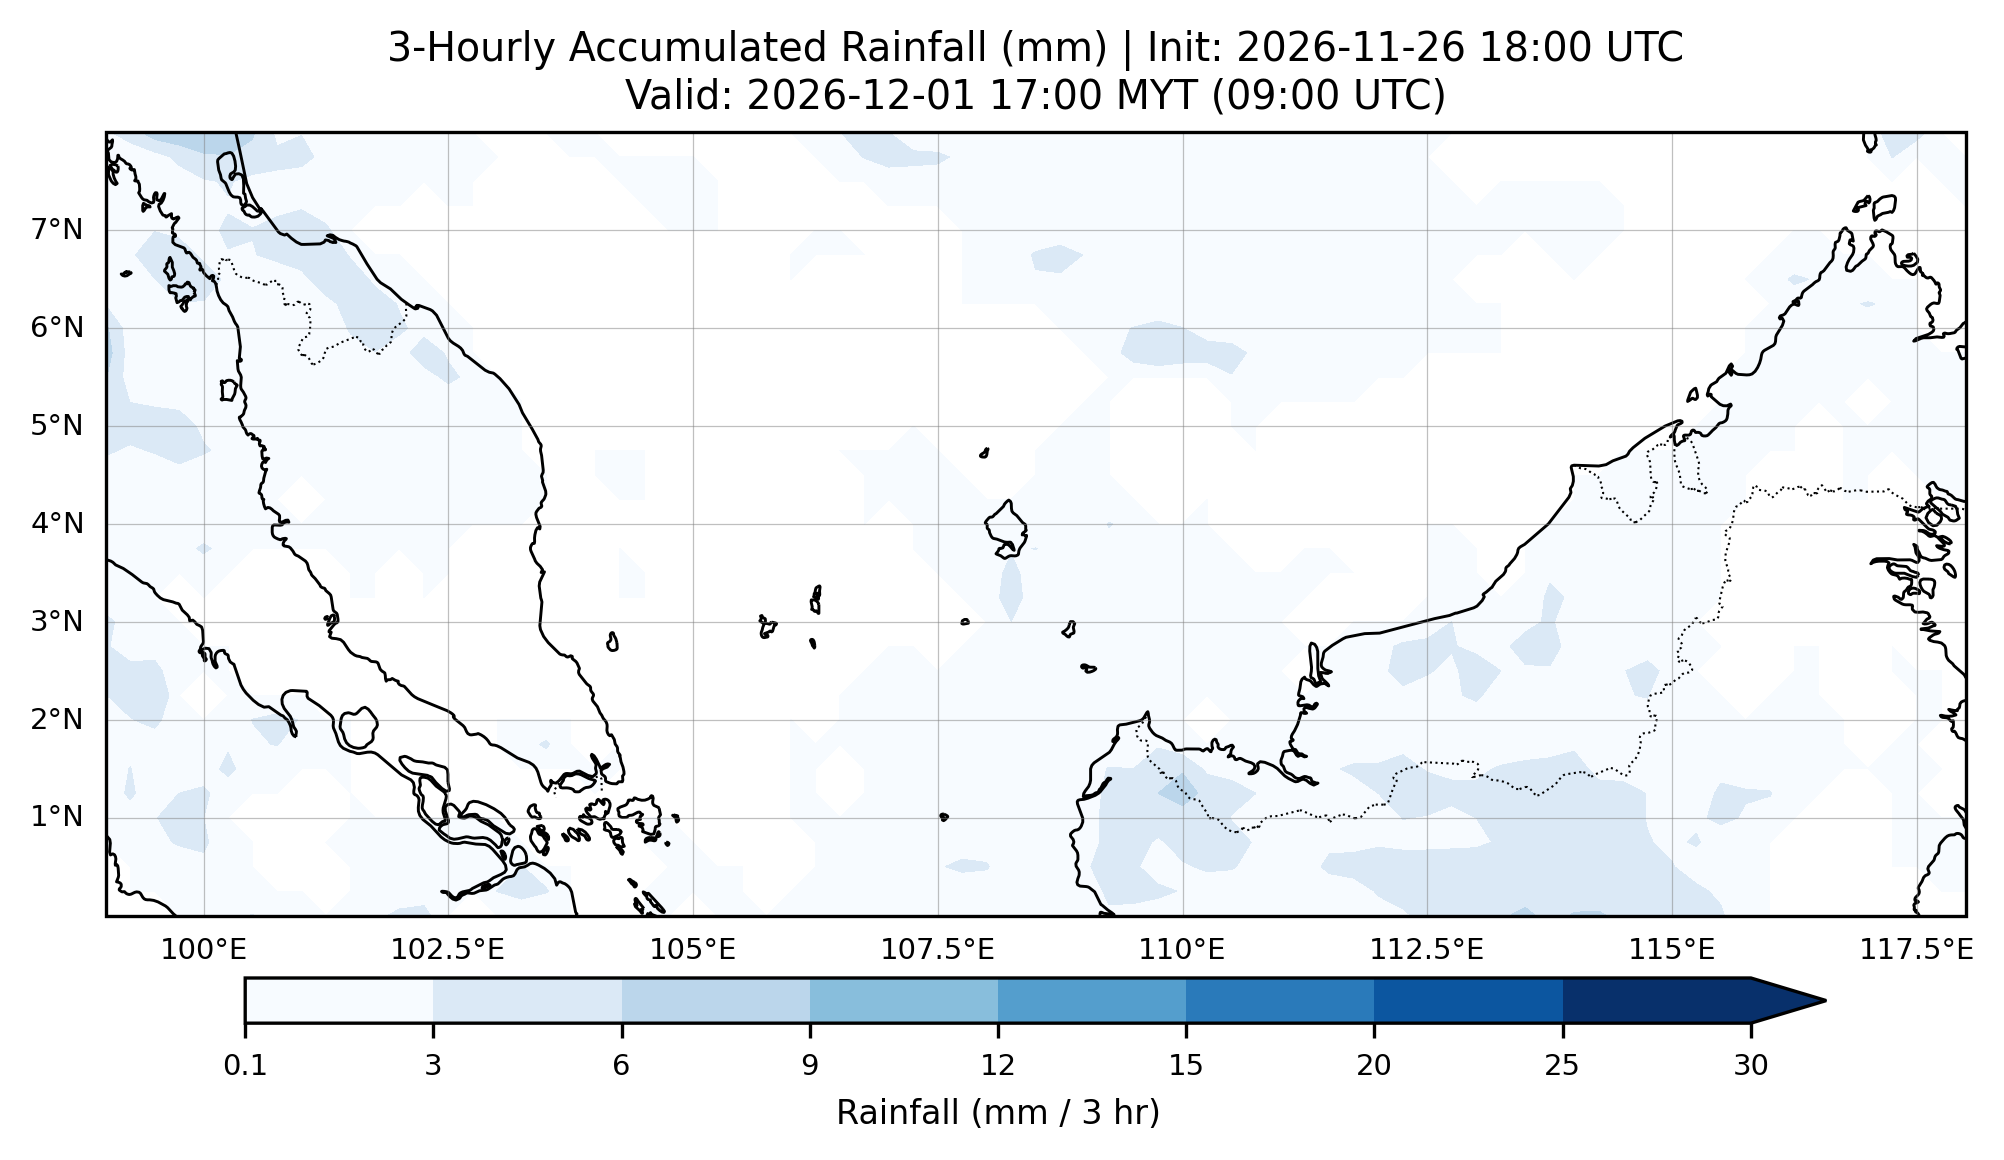 3-Hourly Accumulated Rainfall (mm) | Init: 2026-11-26 18:00 UTC
Valid: 2026-12-01 17:00 MYT (09:00 UTC)
7°N
6°N
5°N
4°N
3°N
2°N
1°N
100°E 102.5°E 105°E 107.5°E 110°E 112.5°E 115°E 117.5°E
0.1 3 6 9 12 15 20 25 30
Rainfall (mm / 3 hr)